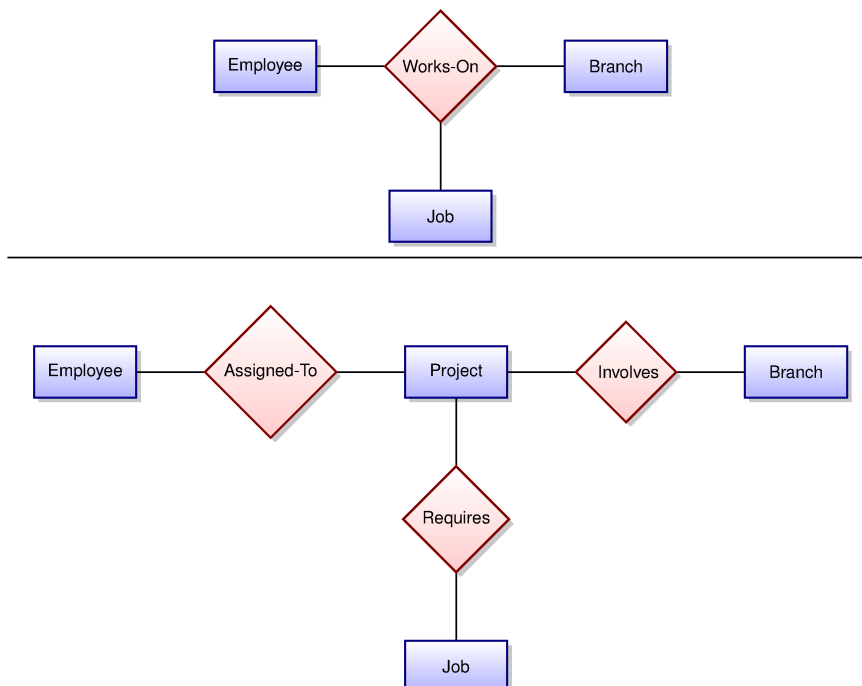 Employee
Works-On
Branch
Job
Employee
Assigned-To
Project
Involves
Branch
Requires
Job